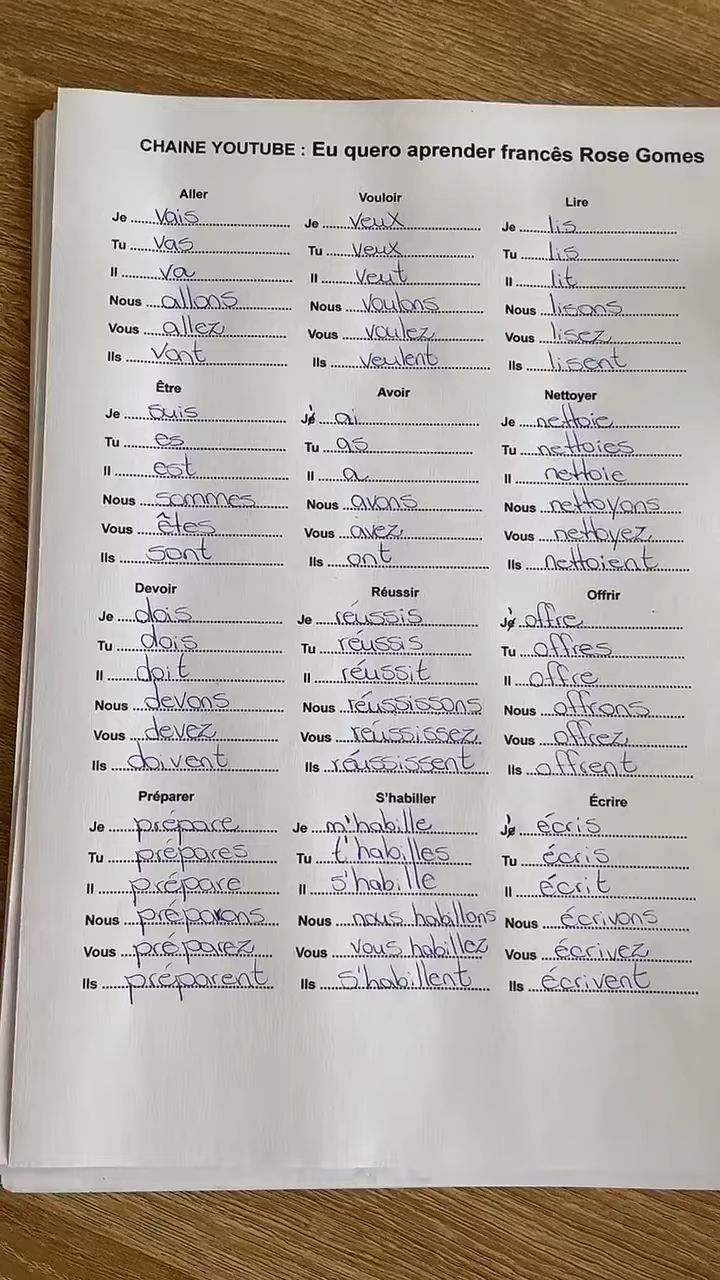 CHAINE YOUTUBE : Eu quero aprender francês Rose Gomes
Aller
Je ...... vais
Tu ...... vas
Il ...... va
Nous ... allons
Vous .... allez
Ils ...... vont
Vouloir
Je ...... veux
Tu ...... veux
Il ...... veut
Nous .... voulons
Vous .... voulez
Ils ...... veulent
Lire
Je ...... lis
Tu ...... lis
Il ...... lit
Nous ... lisons
Vous .... lisez
Ils ...... lisent
Être
Je ...... suis
Tu ...... es
Il ...... est
Nous ... sommes
Vous .... êtes
Ils ...... sont
Avoir
J' ...... ai
Tu ...... as
Il ...... a
Nous .... avons
Vous .... avez
Ils ...... ont
Nettoyer
Je ...... nettoie
Tu ...... nettoies
Il ...... nettoie
Nous ... nettoyons
Vous .... nettoyez
Ils ...... nettoient
Devoir
Je ...... dois
Tu ...... dois
Il ...... doit
Nous ... devons
Vous .... devez
Ils ...... doivent
Réussir
Je ...... réussis
Tu ...... réussis
Il ...... réussit
Nous ... réussissons
Vous .... réussissez
Ils ...... réussissent
Offrir
J' ...... offre
Tu ...... offres
Il ...... offre
Nous ... offrons
Vous .... offrez
Ils ...... offrent
Préparer
Je ...... prépare
Tu ...... prépares
Il ...... prépare
Nous ... préparons
Vous .... préparez
Ils ...... préparent
S'habiller
Je ... m'habille
Tu ...... t'habilles
Il ...... s'habille
Nous .... nous habillons
Vous .... vous habillez
Ils ...... s'habillent
Écrire
J' ...... écris
Tu ...... écris
Il ...... écrit
Nous .... écrivons
Vous .... écrivez
Ils ...... écrivent